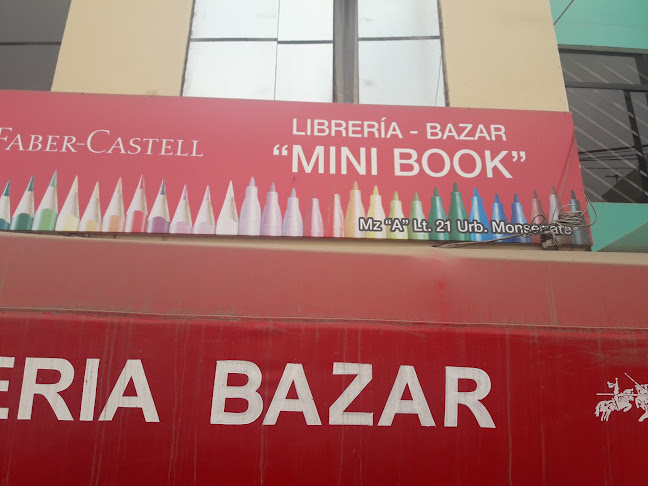 FABER-CASTELL
LIBRERÍA - BAZAR
“MINI BOOK”
Mz “A” Lt. 21 Urb. Monserrate
ERIA BAZAR